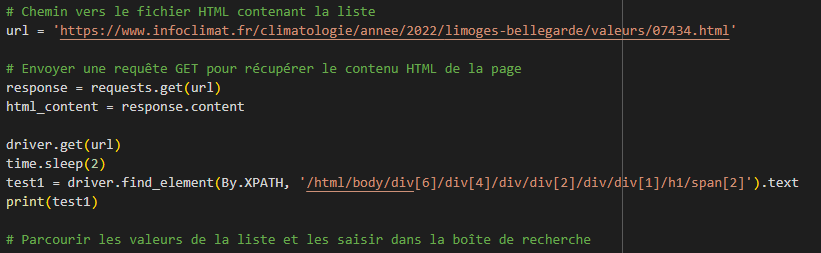 # Chemin vers le fichier HTML contenant la liste
url = 'https://www.infoclimat.fr/climatologie/annee/2022/limoges-bellegarde/valeurs/07434.html'
# Envoyer une requête GET pour récupérer le contenu HTML de la page
response = requests.get(url)
html_content = response.content
driver.get(url)
time.sleep(2)
test1 = driver.find_element(By.XPATH, '/html/body/div[6]/div[4]/div/div[2]/div/div[1]/h1/span[2]').text
print(test1)
# Parcourir les valeurs de la liste et les saisir dans la boîte de recherche